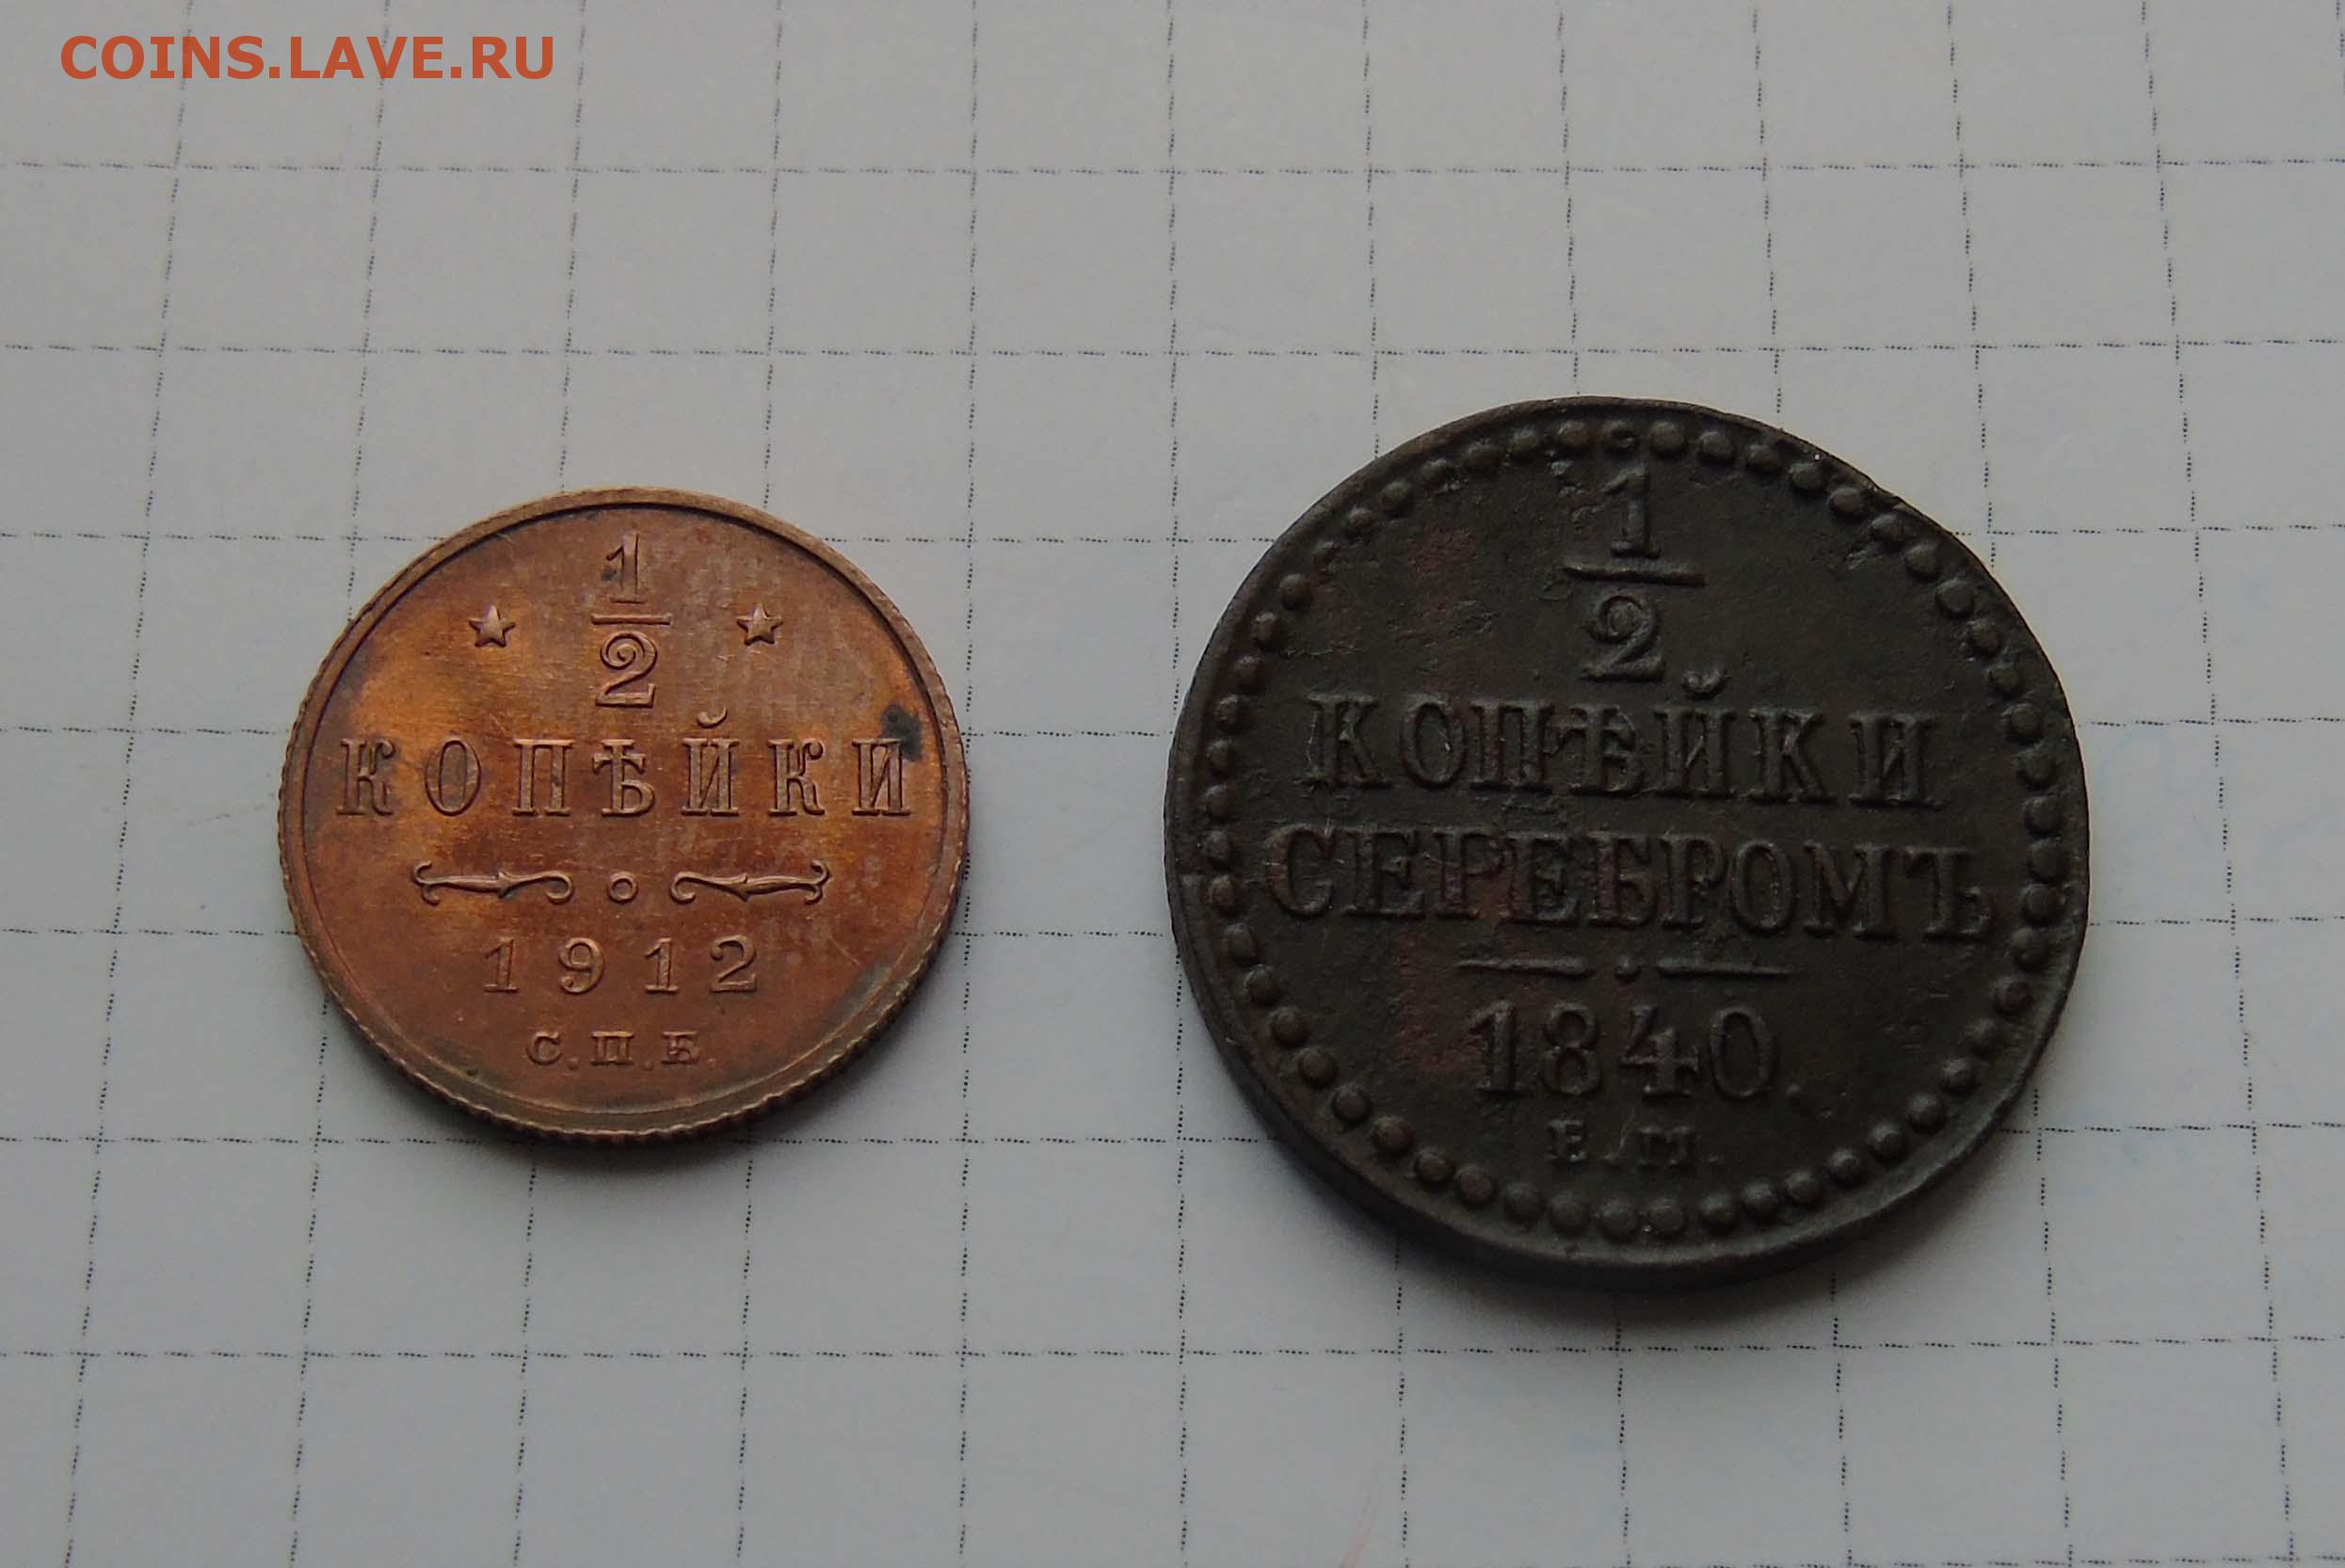 COINS.LAVE.RU
1
2
КОПѢЙКИ
1912
С.П.Б.
1
2
КОПѢЙКИ
СЕРЕБРОМЪ
1840.
Е.М.